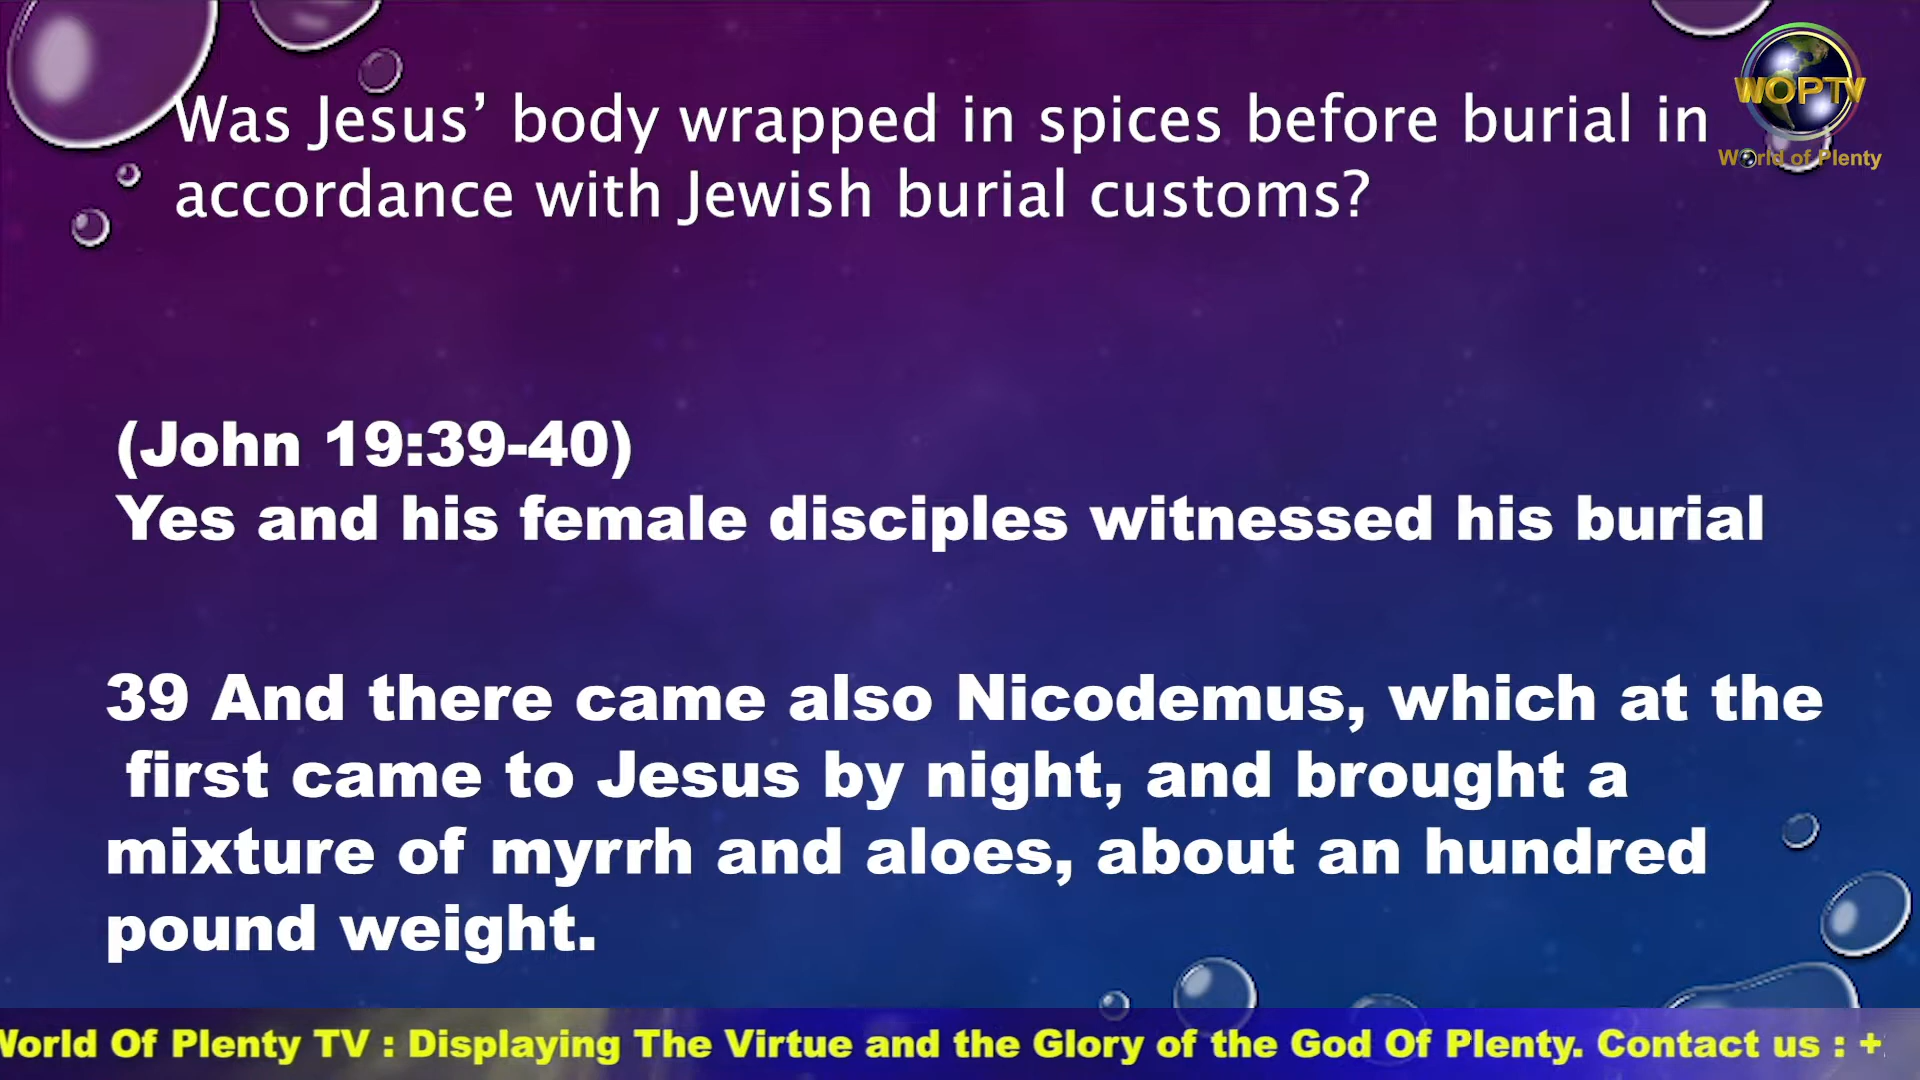 Was Jesus’ body wrapped in spices before burial in
accordance with Jewish burial customs?
WOPTV
World of Plenty
(John 19:39-40)
Yes and his female disciples witnessed his burial
39 And there came also Nicodemus, which at the
first came to Jesus by night, and brought a
mixture of myrrh and aloes, about an hundred
pound weight.
World Of Plenty TV : Displaying The Virtue and the Glory of the God Of Plenty. Contact us : +